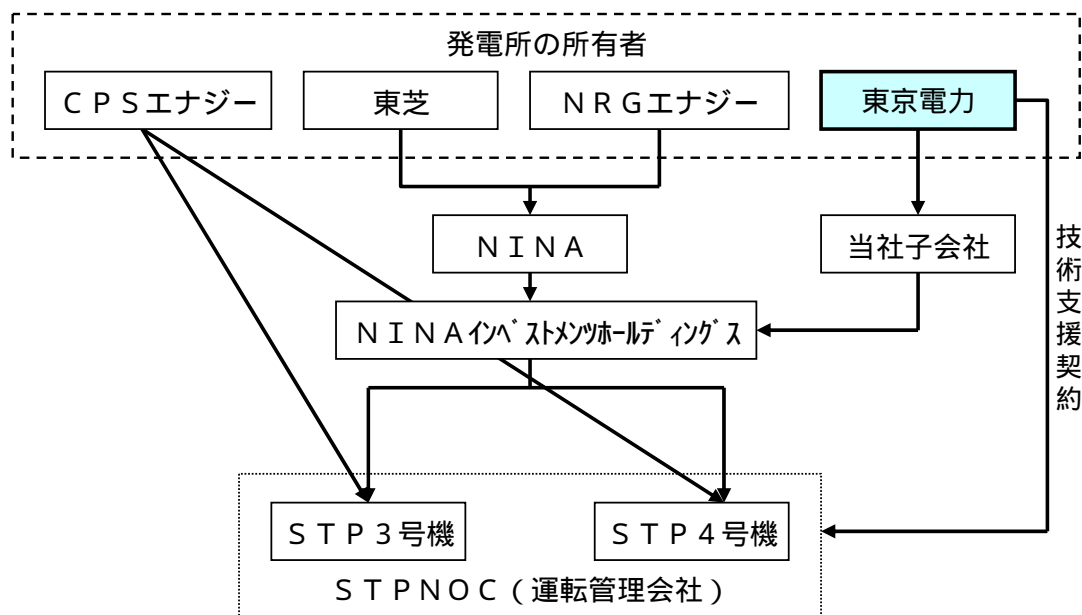 発電所の所有者
ＣＰＳエナジー
東芝
ＮＲＧエナジー
東京電力
ＮＩＮＡ
当社子会社
技術支援契約
ＮＩＮＡｲﾝﾍﾞｽﾄﾒﾝﾂﾎｰﾙﾃﾞｨﾝｸﾞｽ
ＳＴＰ３号機
ＳＴＰ４号機
ＳＴＰＮＯＣ（運転管理会社）